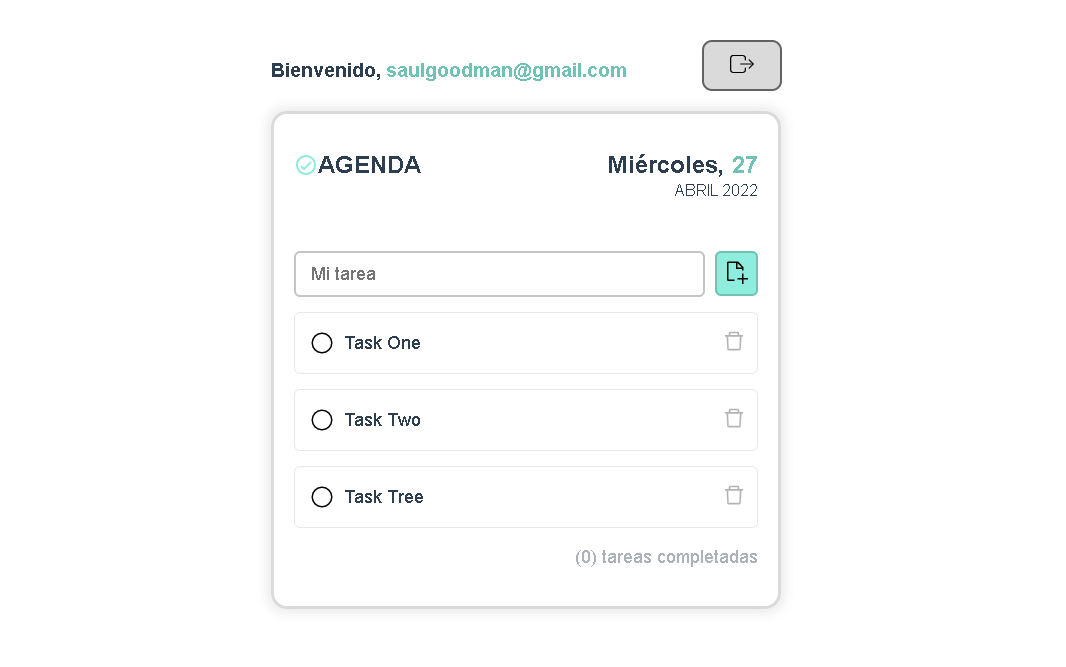 Bienvenido, saulgoodman@gmail.com
AGENDA
Miércoles, 27
ABRIL 2022
Mi tarea
Task One
Task Two
Task Tree
(0) tareas completadas